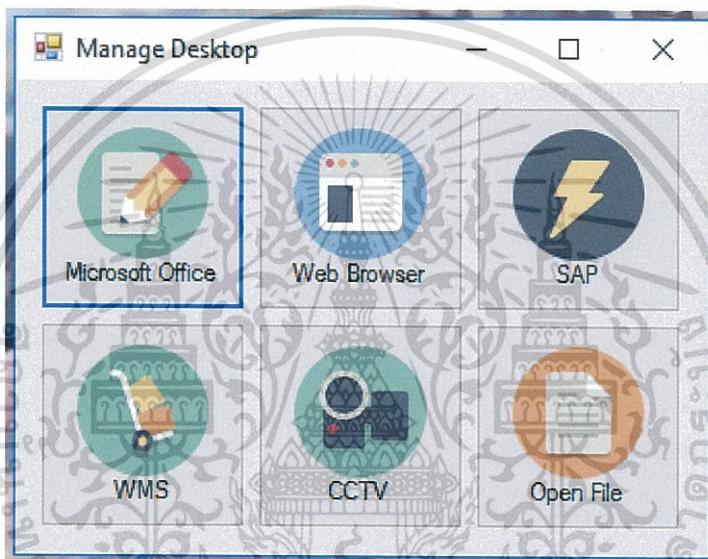 Manage Desktop
Microsoft Office
Web Browser
SAP
WMS
CCTV
Open File